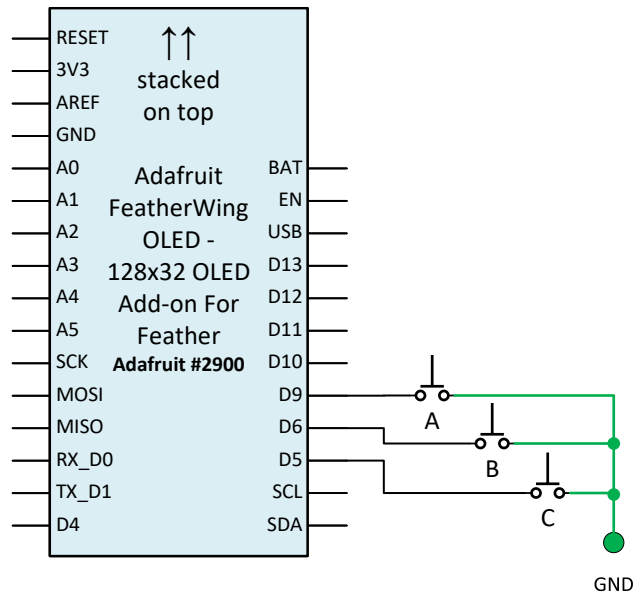 RESET
3V3
AREF
GND
A0
A1
A2
A3
A4
A5
SCK
MOSI
MISO
RX_D0
TX_D1
D4
↑↑
stacked
on top
Adafruit
FeatherWing
OLED -
128x32 OLED
Add-on For
Feather
Adafruit #2900
BAT
EN
USB
D13
D12
D11
D10
D9
D6
D5
SCL
SDA
A
B
C
GND